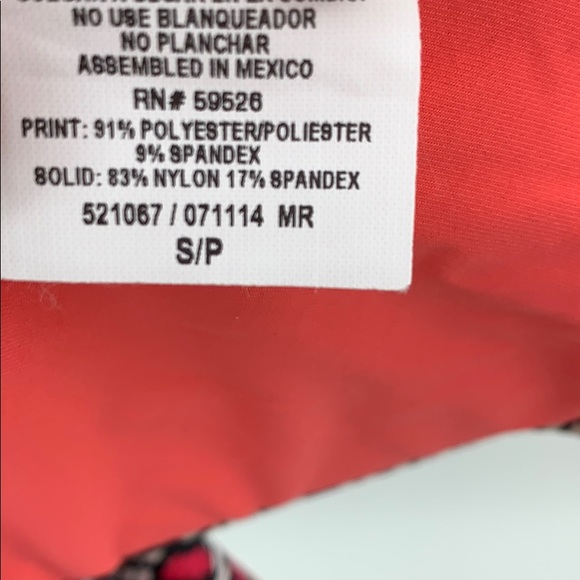 NO USE BLANQUEADOR
NO PLANCHAR
ASSEMBLED IN MEXICO
RN# 59526
PRINT: 91% POLYESTER/POLIESTER
9% SPANDEX
SOLID: 83% NYLON 17% SPANDEX
521067 / 071114 MR
S/P